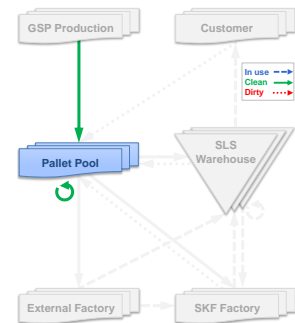 GSP Production
Customer
In use
Clean
Dirty
Pallet Pool
SLS
Warehouse
External Factory
SKF Factory